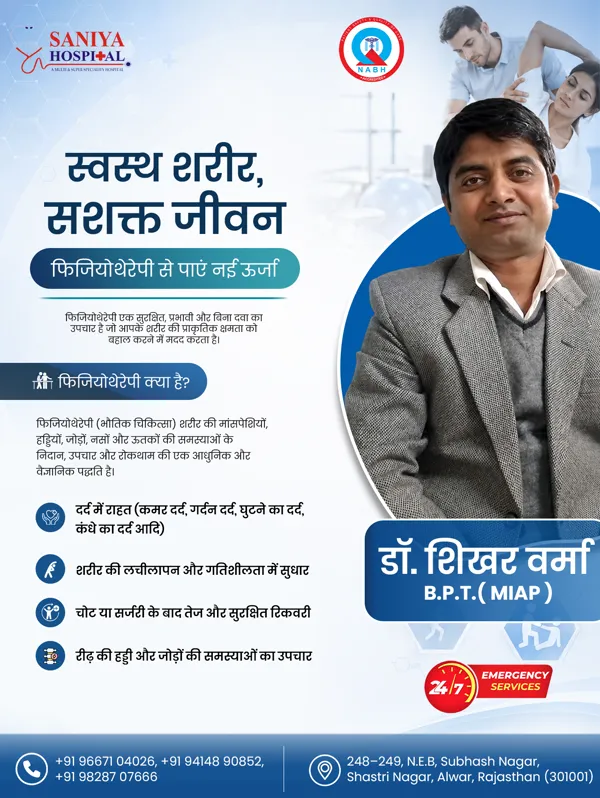 SANIYA
HOSPITAL
A MULTI & SUPER SPECIALITY HOSPITAL
NABH
स्वस्थ शरीर,
सशक्त जीवन
फिजियोथेरेपी से पाएं नई ऊर्जा
फिजियोथेरेपी एक सुरक्षित, प्रभावी और बिना दवा का
उपचार है जो आपके शरीर की प्राकृतिक क्षमता को
बहाल करने में मदद करता है।
फिजियोथेरेपी क्या है?
फिजियोथेरेपी (भौतिक चिकित्सा) शरीर की मांसपेशियों,
हड्डियों, जोड़ों, नसों और ऊतकों की समस्याओं के
निदान, उपचार और रोकथाम की एक आधुनिक और
वैज्ञानिक पद्धति है।
दर्द में राहत (कमर दर्द, गर्दन दर्द, घुटने का दर्द,
कंधे का दर्द आदि)
शरीर की लचीलापन और गतिशीलता में सुधार
चोट या सर्जरी के बाद तेज और सुरक्षित रिकवरी
रीढ़ की हड्डी और जोड़ों की समस्याओं का उपचार
डॉ. शिखर वर्मा
B.P.T.( MIAP )
24/7
EMERGENCY
SERVICES
+91 96671 04026, +91 94148 90852,
+91 98287 07666
248-249, N.E.B, Subhash Nagar,
Shastri Nagar, Alwar, Rajasthan (301001)